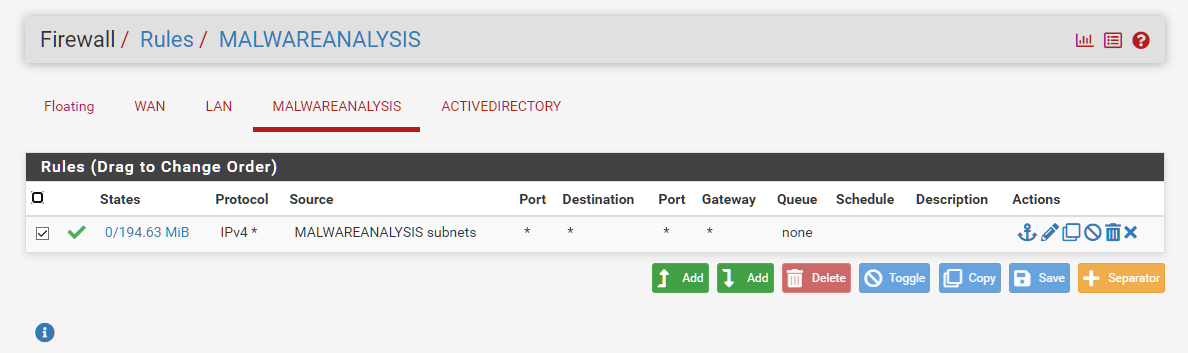 Firewall / Rules / MALWAREANALYSIS
Floating WAN LAN MALWAREANALYSIS ACTIVEDIRECTORY
Rules (Drag to Change Order)
States Protocol Source Port Destination Port Gateway Queue Schedule Description Actions
0/194.63 MiB IPv4 * MALWAREANALYSIS subnets * * * * none
Add Add Delete Toggle Copy Save Separator